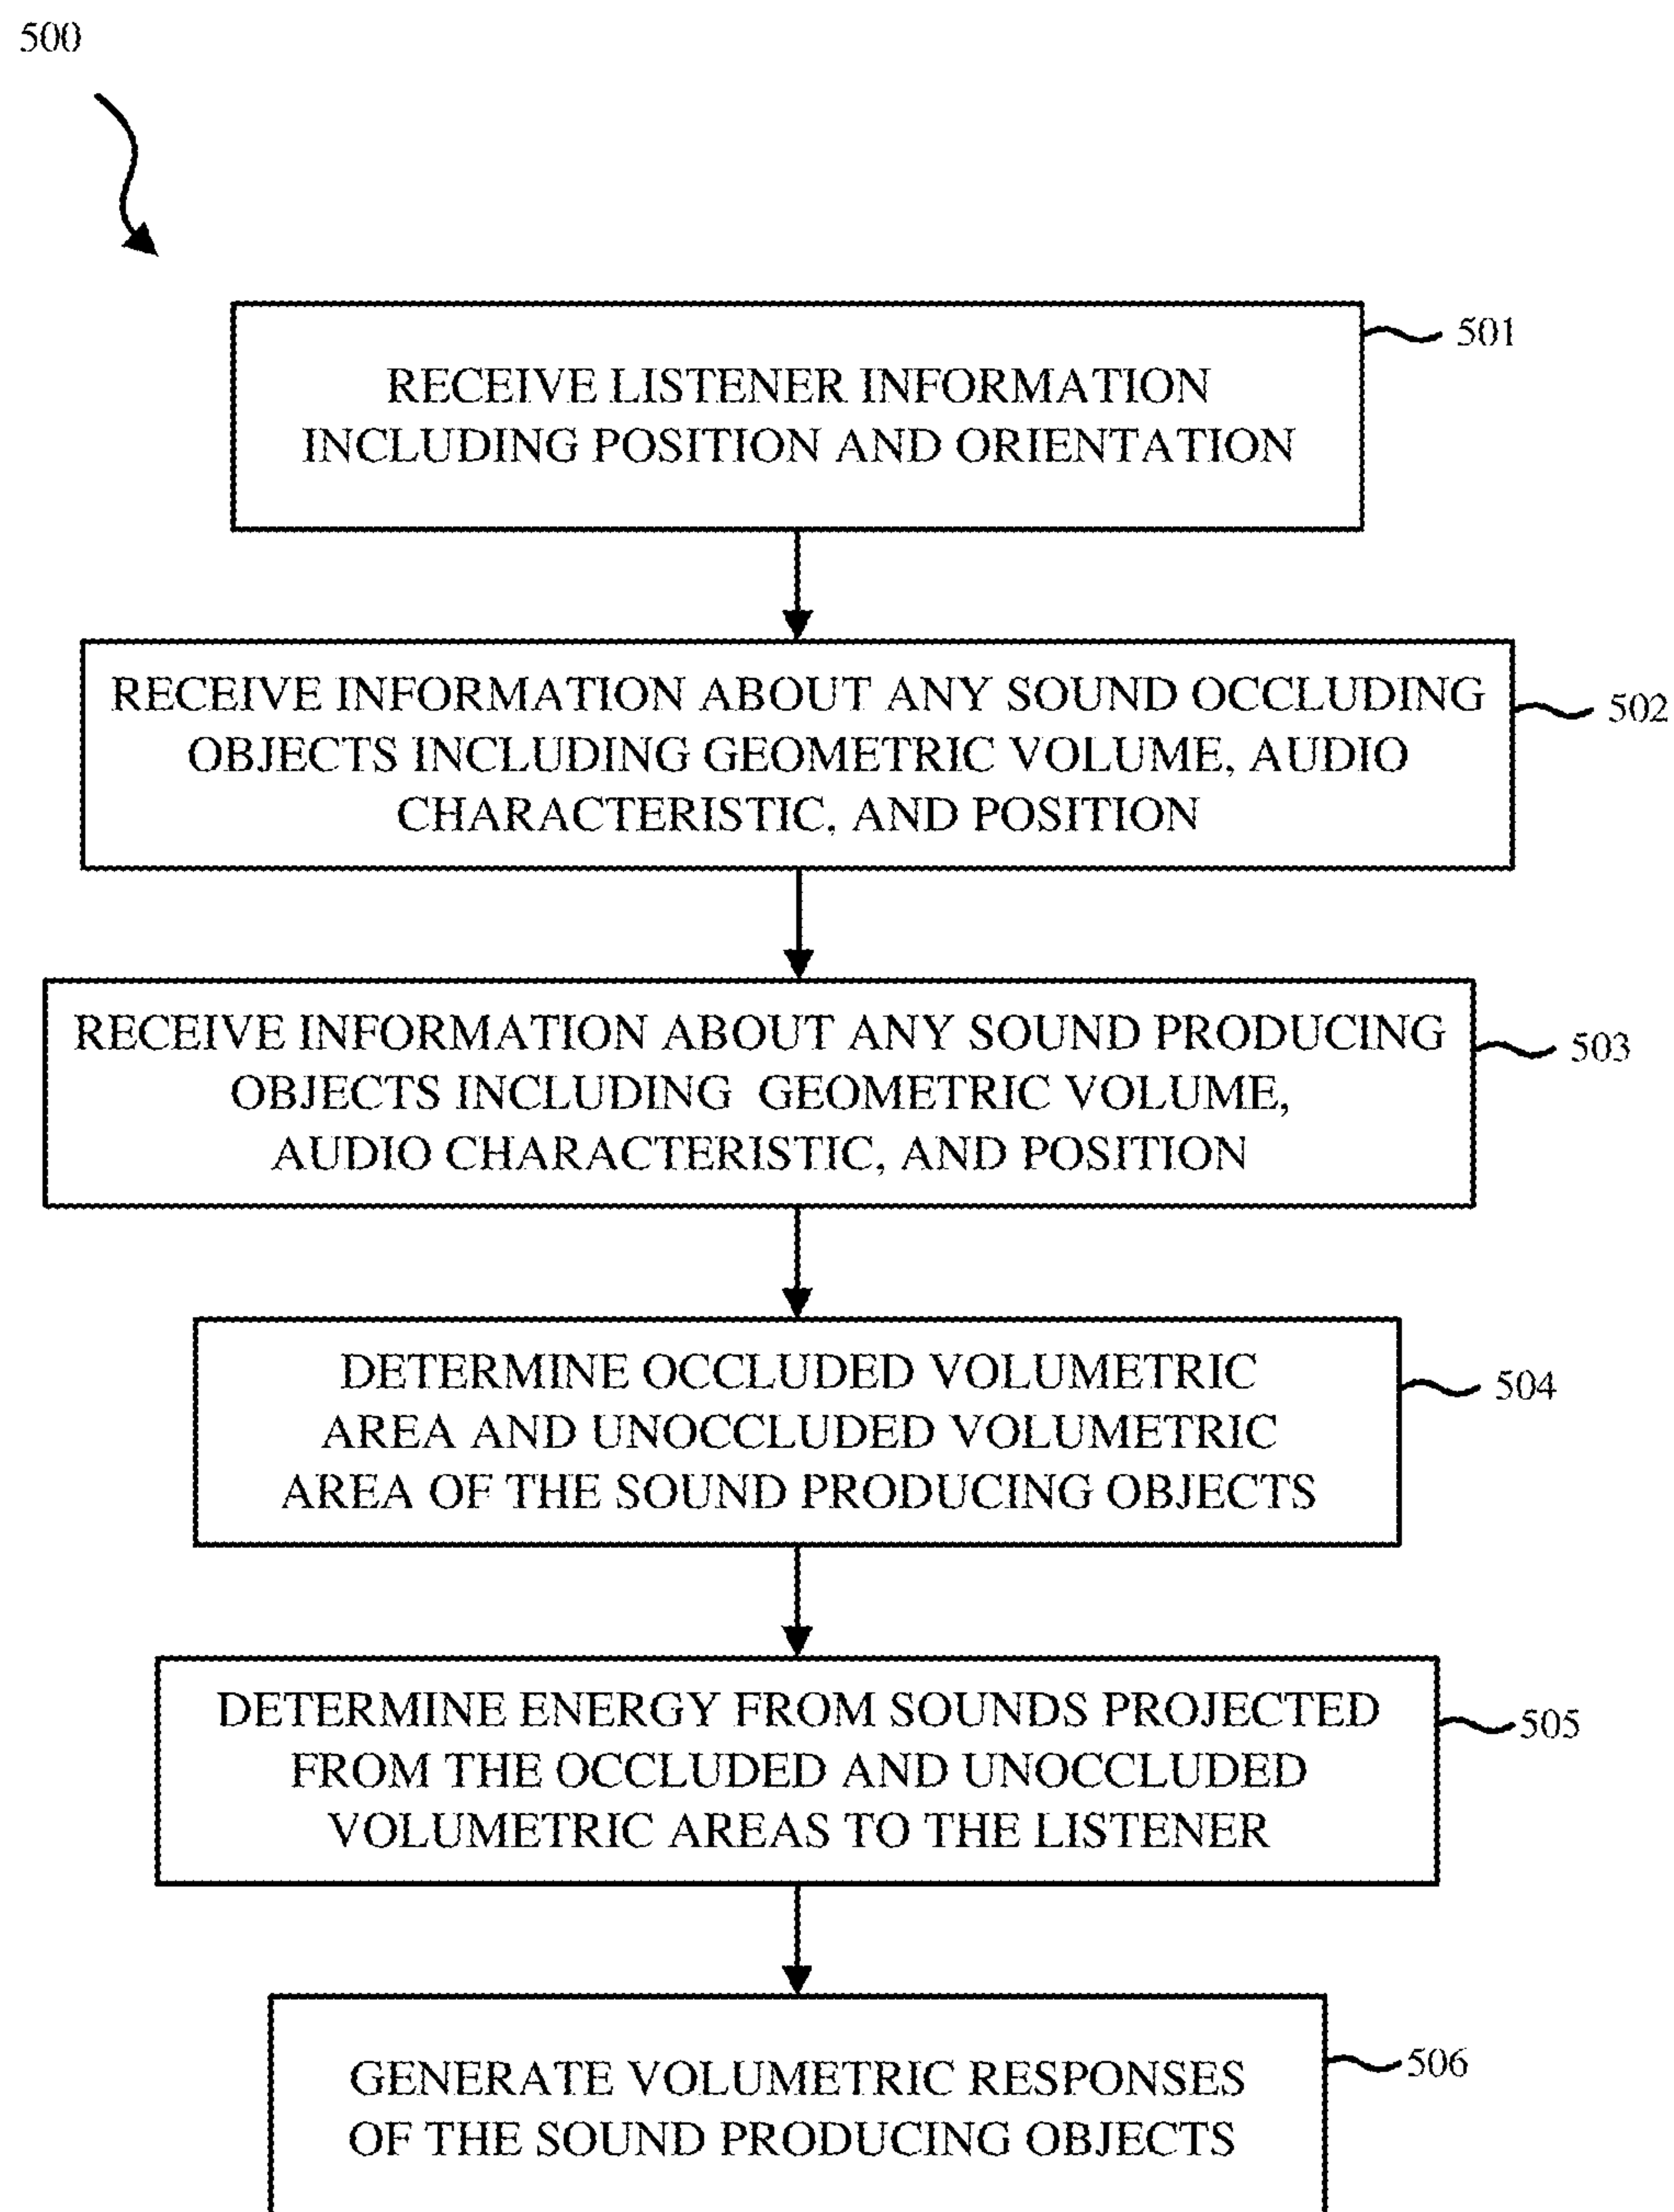 500
501
RECEIVE LISTENER INFORMATION
INCLUDING POSITION AND ORIENTATION
RECEIVE INFORMATION ABOUT ANY SOUND OCCLUDING
502
OBJECTS INCLUDING GEOMETRIC VOLUME, AUDIO
CHARACTERISTIC, AND POSITION
RECEIVE INFORMATION ABOUT ANY SOUND PRODUCING
503
OBJECTS INCLUDING GEOMETRIC VOLUME,
AUDIO CHARACTERISTIC, AND POSITION
DETERMINE OCCLUDED VOLUMETRIC
504
AREA AND UNOCCLUDED VOLUMETRIC
AREA OF THE SOUND PRODUCING OBJECTS
DETERMINE ENERGY FROM SOUNDS PROJECTED
505
FROM THE OCCLUDED AND UNOCCLUDED
VOLUMETRIC AREAS TO THE LISTENER
506
GENERATE VOLUMETRIC RESPONSES
OF THE SOUND PRODUCING OBJECTS